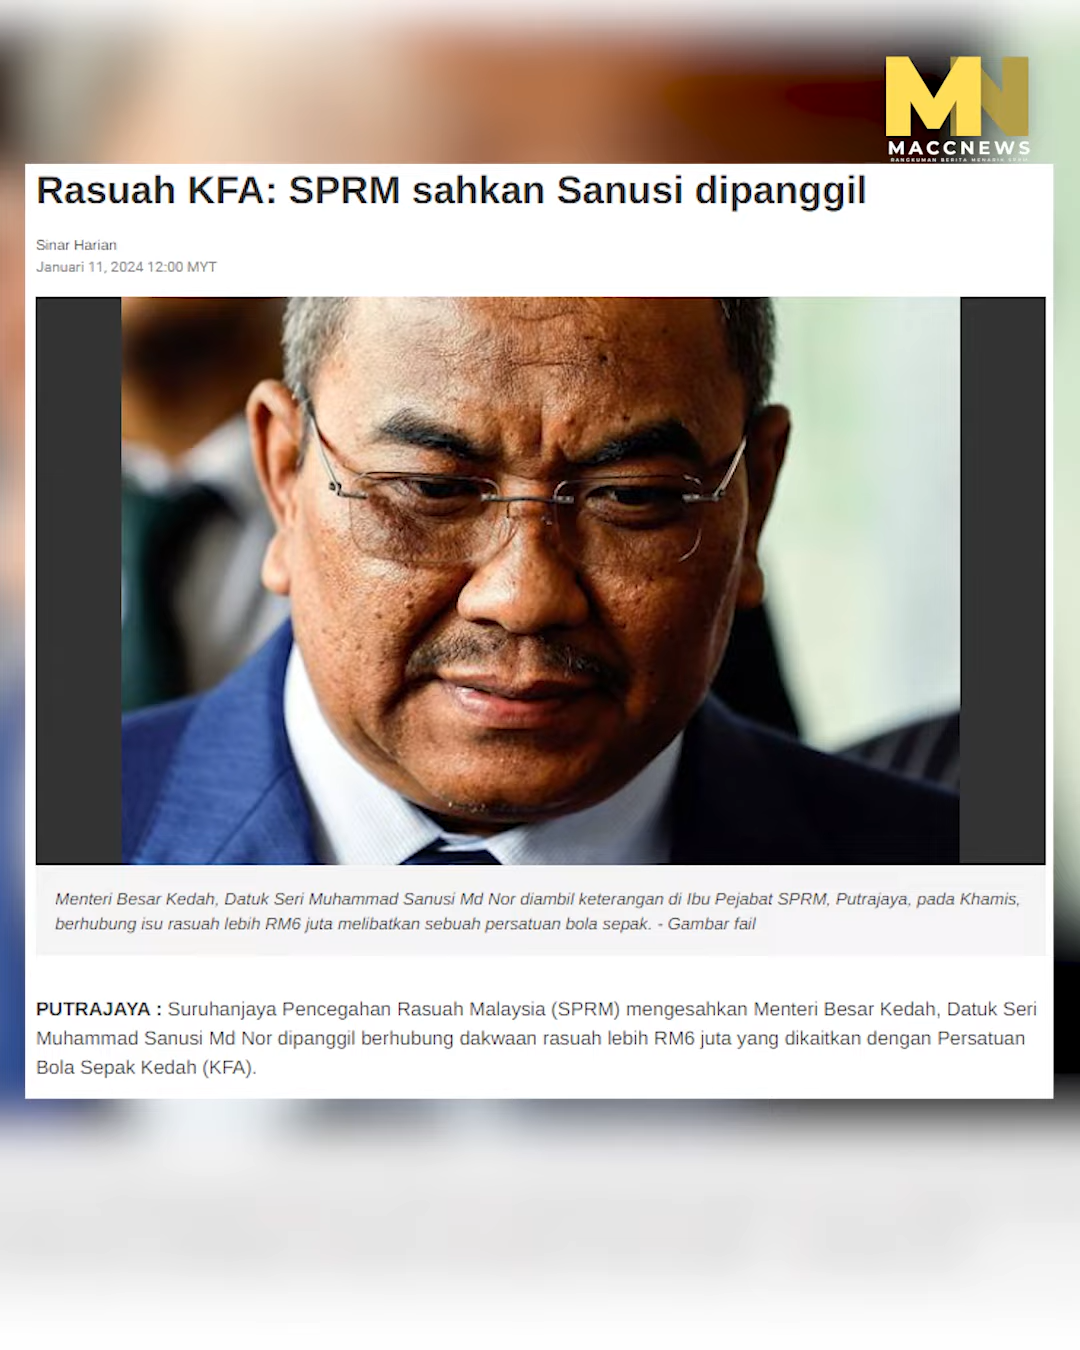 MN
MACCNEWS
RANGKUMAN BERITA MENARIK SPRM
Rasuah KFA: SPRM sahkan Sanusi dipanggil
Sinar Harian
Januari 11, 2024 12:00 MYT
Menteri Besar Kedah, Datuk Seri Muhammad Sanusi Md Nor diambil keterangan di Ibu Pejabat SPRM, Putrajaya, pada Khamis,
berhubung isu rasuah lebih RM6 juta melibatkan sebuah persatuan bola sepak. - Gambar fail
PUTRAJAYA : Suruhanjaya Pencegahan Rasuah Malaysia (SPRM) mengesahkan Menteri Besar Kedah, Datuk Seri
Muhammad Sanusi Md Nor dipanggil berhubung dakwaan rasuah lebih RM6 juta yang dikaitkan dengan Persatuan
Bola Sepak Kedah (KFA).